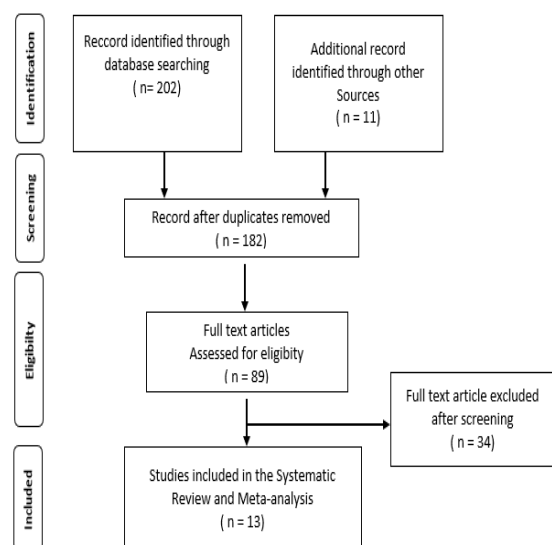 Identification
Reccord identified through
database searching
( n= 202)
Additional record
identified through other
Sources
( n = 11)
Screening
Record after duplicates removed
( n = 182)
Eligibilty
Full text articles
Assessed for eligibity
( n = 89)
Full text article excluded
after screening
( n = 34)
Included
Studies included in the Systematic
Review and Meta-analysis
( n = 13)